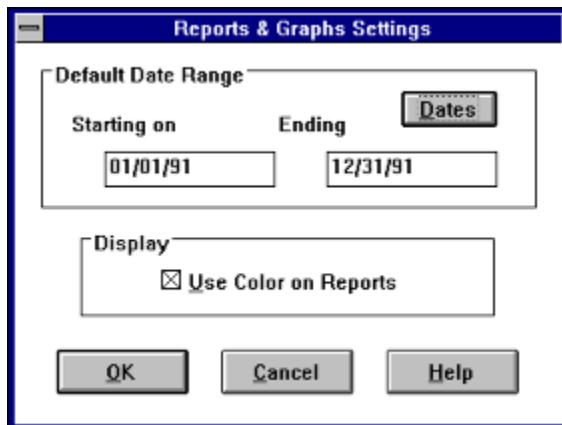 Reports & Graphs Settings
Default Date Range
Dates
Starting on Ending
01/01/91 12/31/91
Display
Use Color on Reports
OK Cancel Help